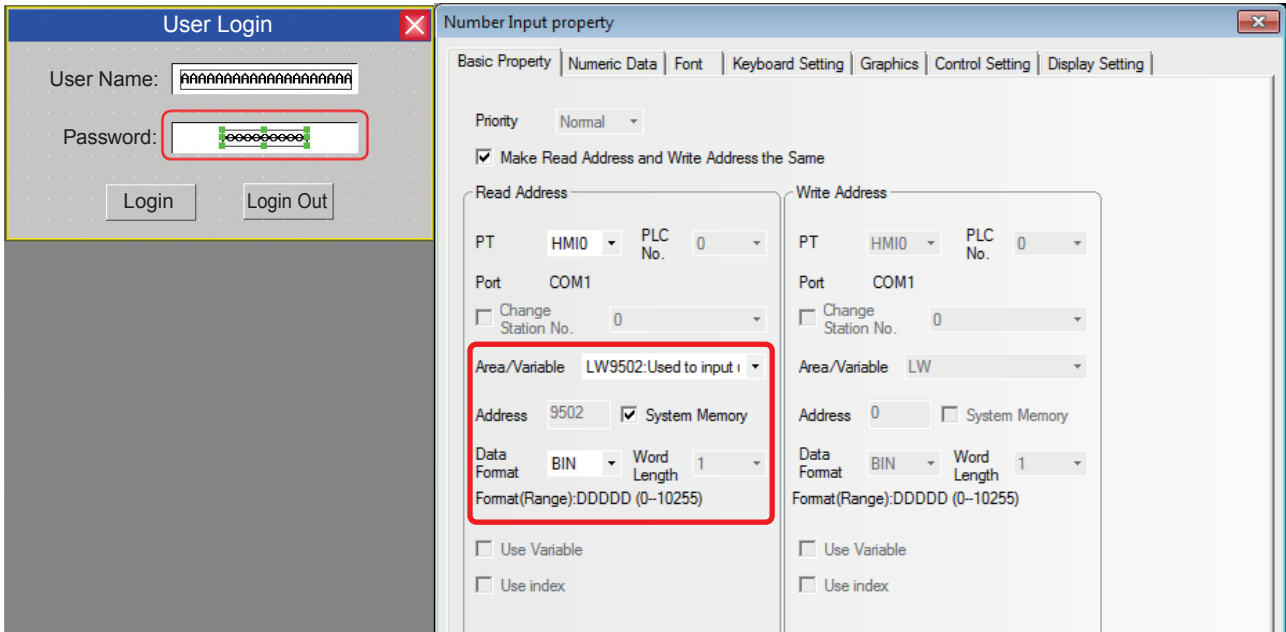 User Login
User Name: AAAAAAAAAAAAAAAAAAA
Password:
Login Login Out
Number Input property
Basic Property Numeric Data Font Keyboard Setting Graphics Control Setting Display Setting
Priority Normal
Make Read Address and Write Address the Same
Read Address
PT HMI0 PLC No. 0
Port COM1
Change Station No. 0
Area/Variable LW9502:Used to input
Address 9502 System Memory
Data Format BIN Word Length 1
Format(Range):DDDDD (0--10255)
Use Variable
Use index
Write Address
PT HMI0 PLC No. 0
Port COM1
Change Station No. 0
Area/Variable LW
Address 0 System Memory
Data Format BIN Word Length 1
Format(Range):DDDDD (0--10255)
Use Variable
Use index